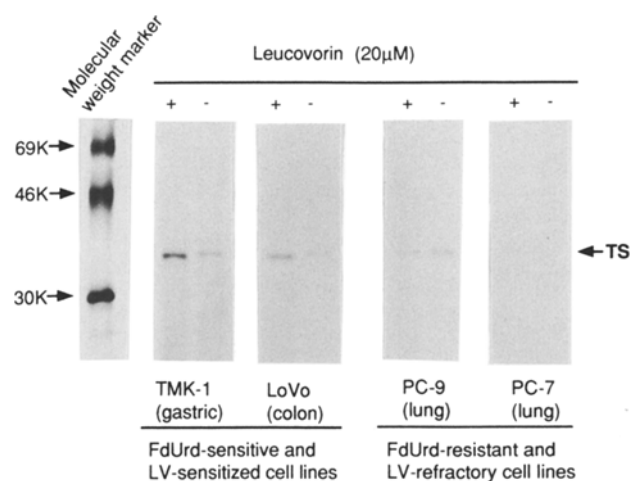 Molecular
weight marker
Leucovorin (20µM)
+ - + - + - + -
69K
46K
TS
30K
TMK-1 LoVo PC-9 PC-7
(gastric) (colon) (lung) (lung)
FdUrd-sensitive and FdUrd-resistant and
LV-sensitized cell lines LV-refractory cell lines